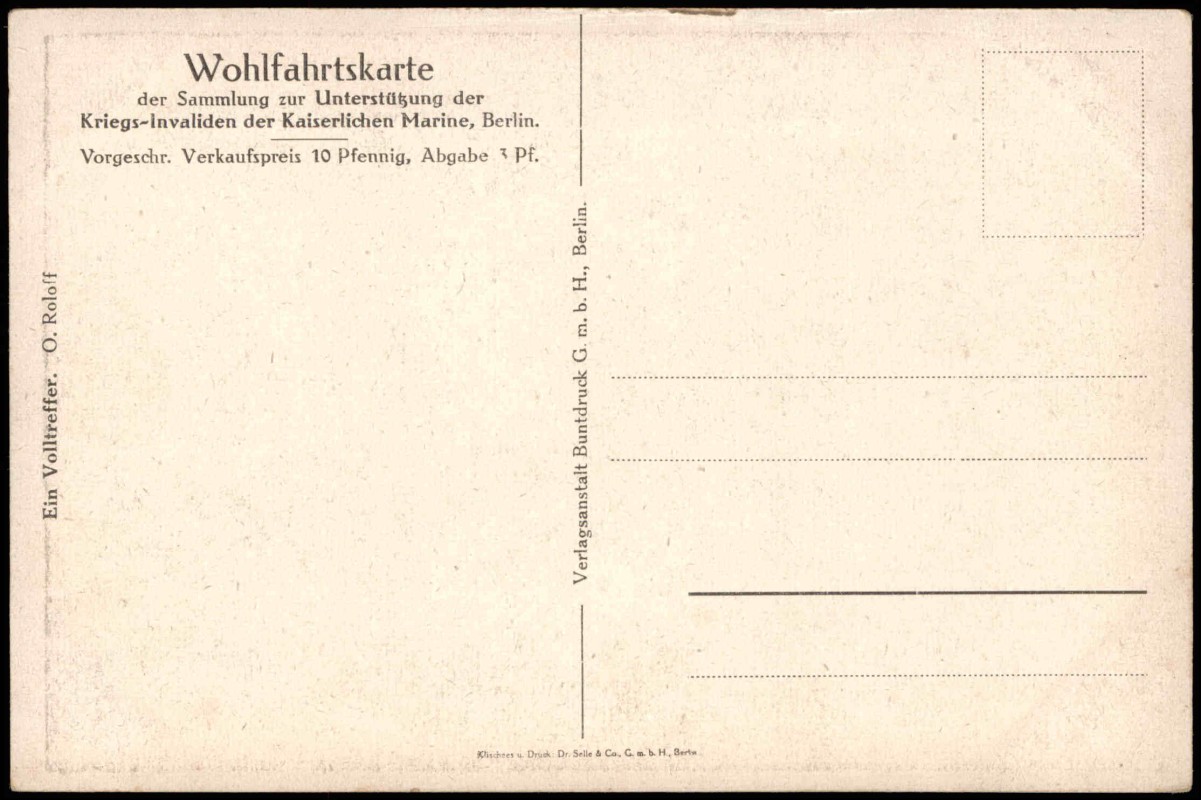 Wohlfahrtskarte
der Sammlung zur Unterstützung der
Kriegs-Invaliden der Kaiserlichen Marine, Berlin.
Vorgeschr. Verkaufspreis 10 Pfennig, Abgabe 3 Pf.
Ein Volltreffer. O. Roloff
Verlagsanstalt Buntdruck G. m. b. H., Berlin.
Klischees u. Druck: Dr. Selle & Co., G. m. b. H., Berlin.